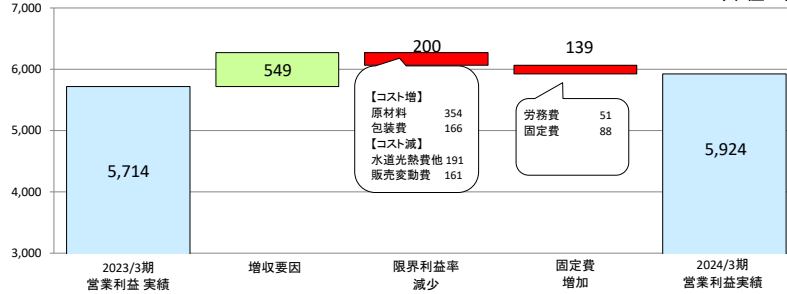 7,000
6,000
5,000
4,000
3,000
5,714
549
200
139
5,924
【コスト増】
原材料 354
包装費 166
【コスト減】
水道光熱費他 191
販売変動費 161
労務費 51
固定費 88
2023/3期
営業利益 実績
増収要因
限界利益率
減少
固定費
増加
2024/3期
営業利益実績